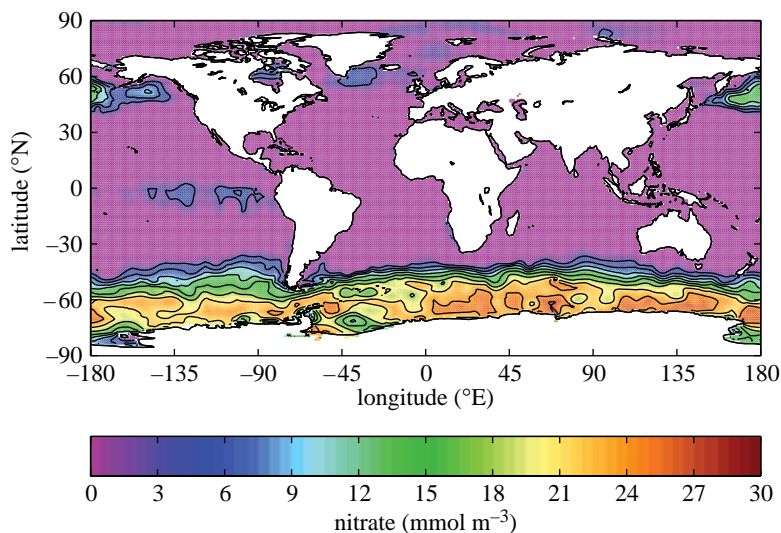 90
60
30
0
−30
−60
−90
latitude (°N)
−180 −135 −90 −45 0 45 90 135 180
longitude (°E)
0 3 6 9 12 15 18 21 24 27 30
nitrate (mmol m⁻³)